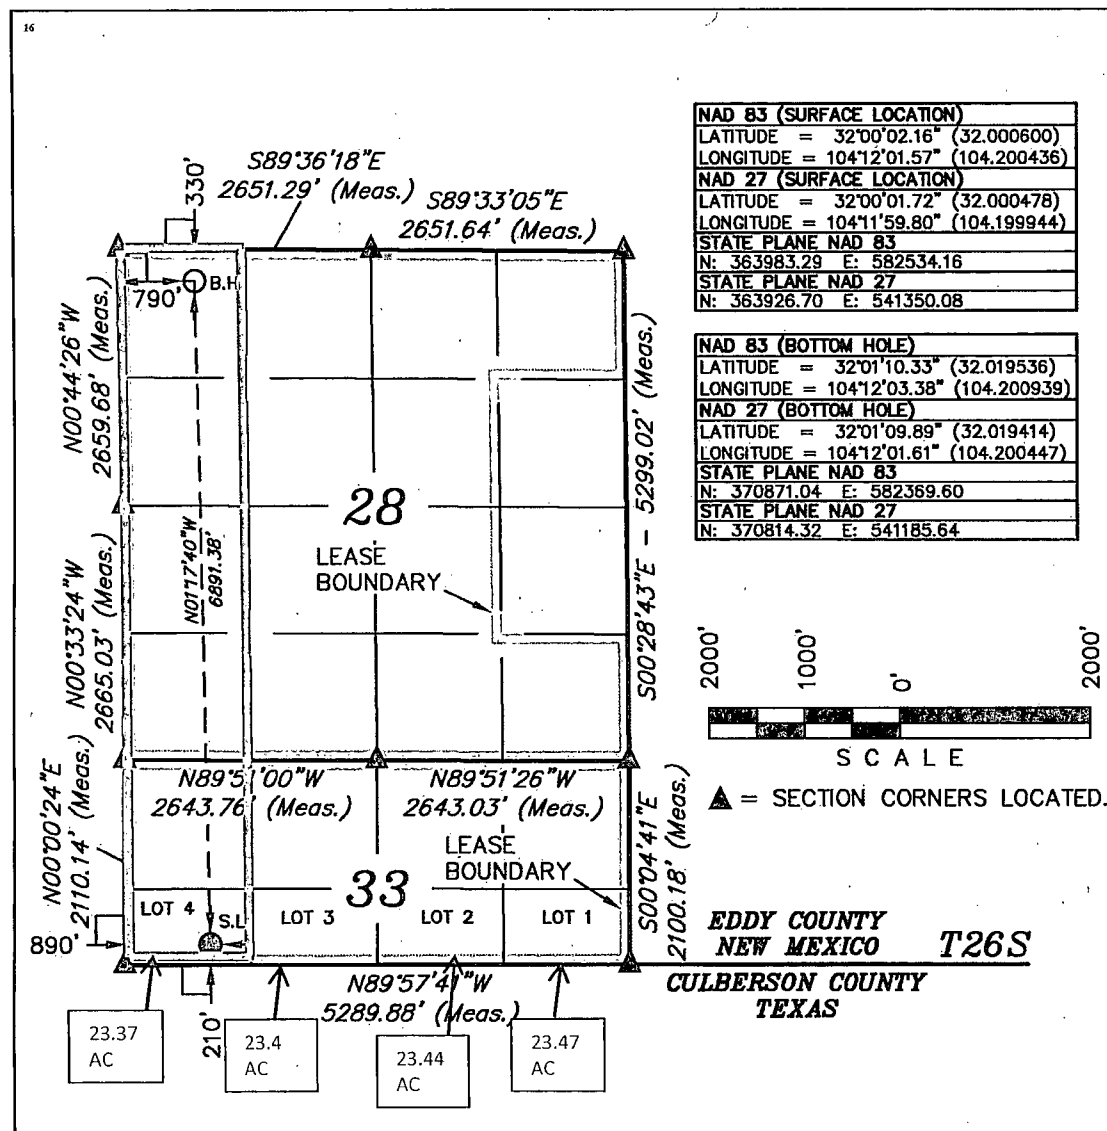 16
NAD 83 (SURFACE LOCATION)
LATITUDE = 32°00'02.16" (32.000600)
LONGITUDE = 104°12'01.57" (104.200436)
NAD 27 (SURFACE LOCATION)
LATITUDE = 32°00'01.72" (32.000478)
LONGITUDE = 104°11'59.80" (104.199944)
STATE PLANE NAD 83
N: 363983.29 E: 582534.16
STATE PLANE NAD 27
N: 363926.70 E: 541350.08
NAD 83 (BOTTOM HOLE)
LATITUDE = 32°01'10.33" (32.019536)
LONGITUDE = 104°12'03.38" (104.200939)
NAD 27 (BOTTOM HOLE)
LATITUDE = 32°01'09.89" (32.019414)
LONGITUDE = 104°12'01.61" (104.200447)
STATE PLANE NAD 83
N: 370871.04 E: 582369.60
STATE PLANE NAD 27
N: 370814.32 E: 541185.64
330'
S89°36'18"E
2651.29' (Meas.)
S89°33'05"E
2651.64' (Meas.)
790'
B.H
N00°44'26"W
2659.68' (Meas.)
N00°33'24"W
2665.03' (Meas.)
N01°17'40"W
6891.38'
28
LEASE
BOUNDARY
S00°28'43"E - 5299.02' (Meas.)
2000'
1000'
0'
2000'
SCALE
▲ = SECTION CORNERS LOCATED.
N89°51'00"W
2643.76' (Meas.)
N89°51'26"W
2643.03' (Meas.)
N00°00'24"E
2110.14' (Meas.)
LEASE
BOUNDARY
S00°04'41"E
2100.18' (Meas.)
33
LOT 4
S.L
LOT 3
LOT 2
LOT 1
890'
210'
N89°57'41"W
5289.88' (Meas.)
EDDY COUNTY
NEW MEXICO
T26S
CULBERSON COUNTY
TEXAS
23.37
AC
23.4
AC
23.44
AC
23.47
AC